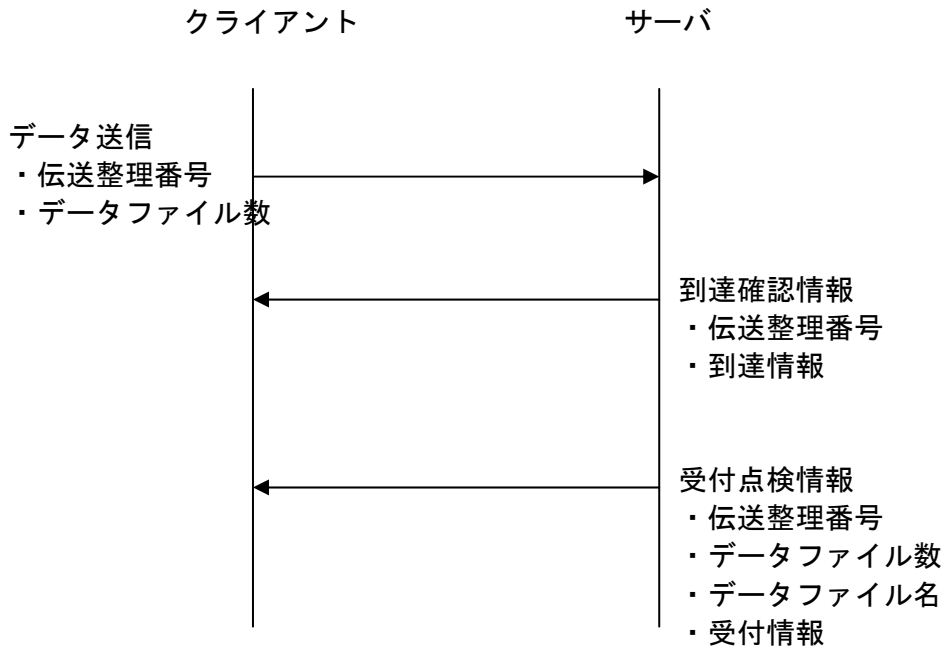 クライアント
サーバ
データ送信
・伝送整理番号
・データファイル数
到達確認情報
・伝送整理番号
・到達情報
受付点検情報
・伝送整理番号
・データファイル数
・データファイル名
・受付情報